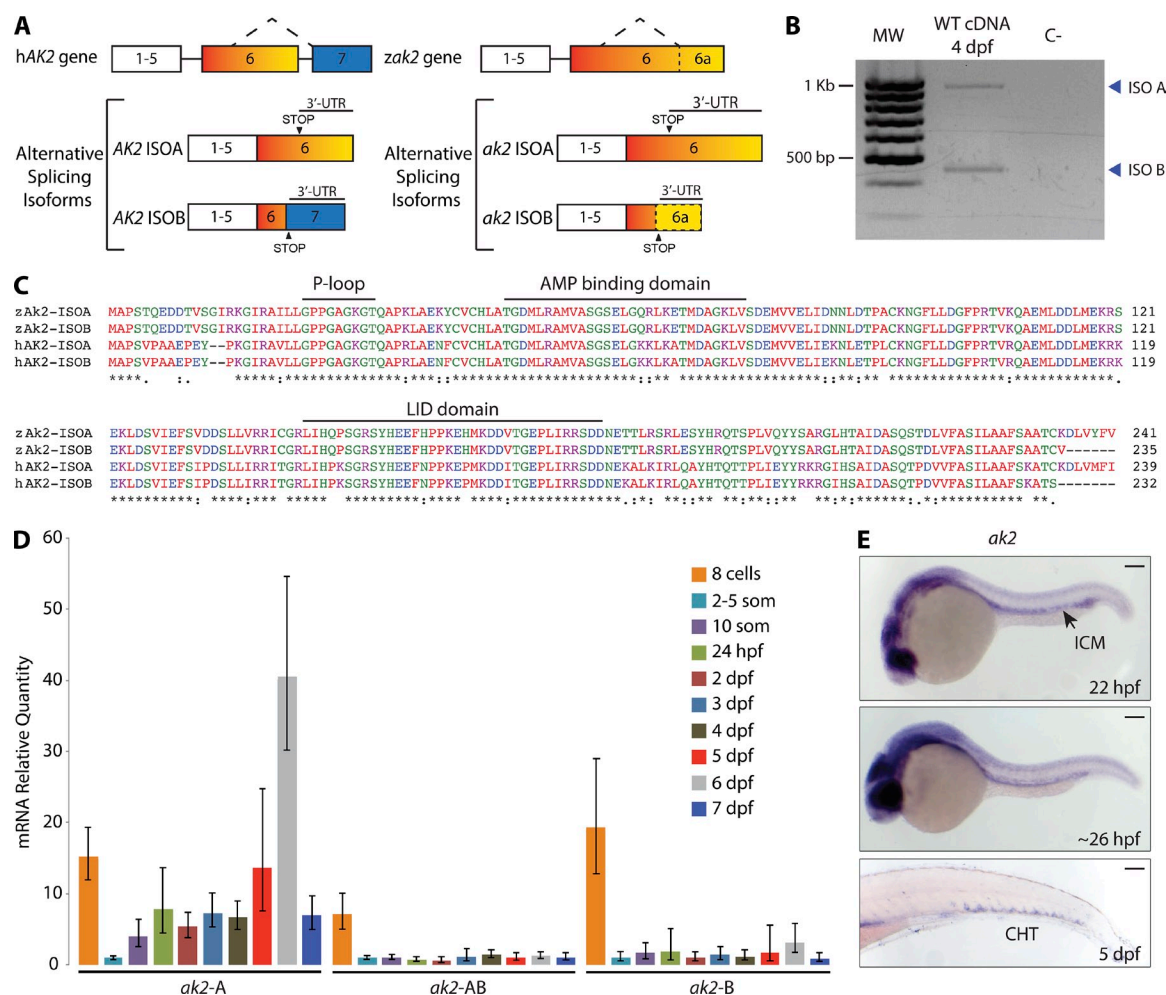 A
hAK2 gene
1-5
6
7
zak2 gene
1-5
6
6a
Alternative
Splicing
Isoforms
AK2 ISOA
1-5
6
STOP
3'-UTR
AK2 ISOB
1-5
6
7
STOP
3'-UTR
Alternative
Splicing
Isoforms
ak2 ISOA
1-5
6
STOP
3'-UTR
ak2 ISOB
1-5
6a
STOP
3'-UTR
B
MW
WT cDNA
4 dpf
C-
1 Kb
500 bp
ISO A
ISO B
C
P-loop
AMP binding domain
zAk2-ISOA MAPSTQEDDTVSGIRKGIRAILLGPPGAGKGTQAPKLAEKYCVCHLATGDMLRAMVASGSELGQRLKETMDAGKLVSDEMVVELIDNNLDTPACKNGFLLDGFPRTVKQAEMLDDLMEKRS 121
zAk2-ISOB MAPSTQEDDTVSGIRKGIRAILLGPPGAGKGTQAPKLAEKYCVCHLATGDMLRAMVASGSELGQRLKETMDAGKLVSDEMVVELIDNNLDTPACKNGFLLDGFPRTVKQAEMLDDLMEKRS 121
hAK2-ISOA MAPSVPAAEPEY--PKGIRAVLLGPPGAGKGTQAPRLAENFCVCHLATGDMLRAMVASGSELGKKLKATMDAGKLVSDEMVVELIEKNLETPLCKNGFLLDGFPRTVRQAEMLDDLMEKRK 119
hAK2-ISOB MAPSVPAAEPEY--PKGIRAVLLGPPGAGKGTQAPRLAENFCVCHLATGDMLRAMVASGSELGKKLKATMDAGKLVSDEMVVELIEKNLETPLCKNGFLLDGFPRTVRQAEMLDDLMEKRK 119
LID domain
zAk2-ISOA EKLDSVIEFSVDDSLLVRRICGRLIHQPSGRSYHEEFHPPKEHMKDDVTGEPLIRRSDDNETTLRSRLESYHRQTSPLVQYYSARGLHTAIDASQSTDLVFASILAAFSAATCKDLVYFV 241
zAk2-ISOB EKLDSVIEFSVDDSLLVRRICGRLIHQPSGRSYHEEFHPPKEHMKDDVTGEPLIRRSDDNETTLRSRLESYHRQTSPLVQYYSARGLHTAIDASQSTDLVFASILAAFSAATCV------- 235
hAK2-ISOA EKLDSVIEFSIPDSLLIRRITGRLIHPKSGRSYHEEFNPPKEPMKDDITGEPLIRRSDDNEKALKIRLQAYHTQTTPLIEYYRKRGIHSAIDASQTPDVVFASILAAFSKATCKDLVMFI 239
hAK2-ISOB EKLDSVIEFSIPDSLLIRRITGRLIHPKSGRSYHEEFNPPKEPMKDDITGEPLIRRSDDNEKALKIRLQAYHTQTTPLIEYYRKRGIHSAIDASQTPDVVFASILAAFSKATS------- 232
D
mRNA Relative Quantity
60
50
40
30
20
10
0
8 cells
2-5 som
10 som
24 hpf
2 dpf
3 dpf
4 dpf
5 dpf
6 dpf
7 dpf
ak2-A
ak2-AB
ak2-B
E
ak2
ICM
22 hpf
~26 hpf
CHT
5 dpf